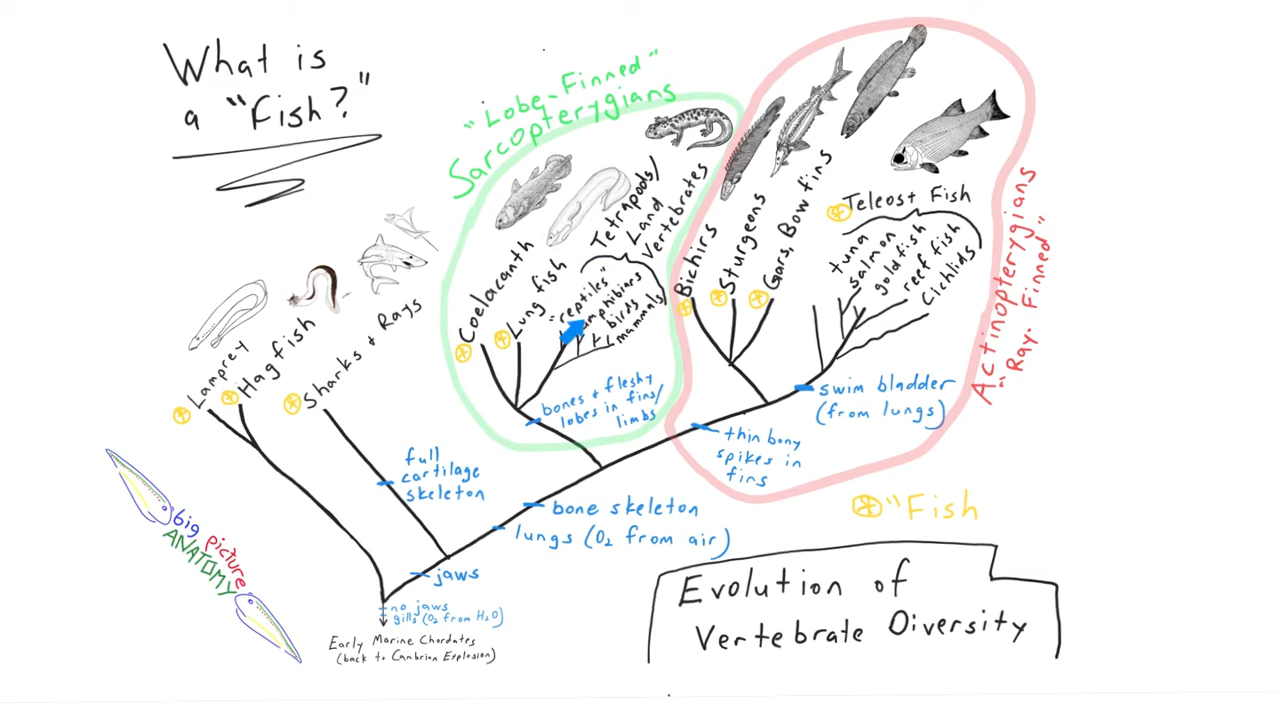 What is
a "Fish?"
"Lobe-Finned"
Sarcopterygians
Actinopterygians
"Ray-Finned"
Lamprey
Hagfish
Sharks + Rays
Coelacanth
Lung fish
Tetrapods/
Land
Vertebrates
"reptiles"
amphibians
birds
mammals
Bichirs
Sturgeons
Gars, Bowfins
Teleost Fish
tuna
salmon
goldfish
reef fish
Cichlids
bones + fleshy
lobes in fins/
limbs
swim bladder
(from lungs)
thin bony
spikes in
fins
full
cartilage
skeleton
bone skeleton
lungs (O₂ from air)
jaws
no jaws
gills (O₂ from H₂O)
Early Marine Chordates
(back to Cambrian Explosion)
big picture
ANATOMY
"Fish
Evolution of
Vertebrate Diversity